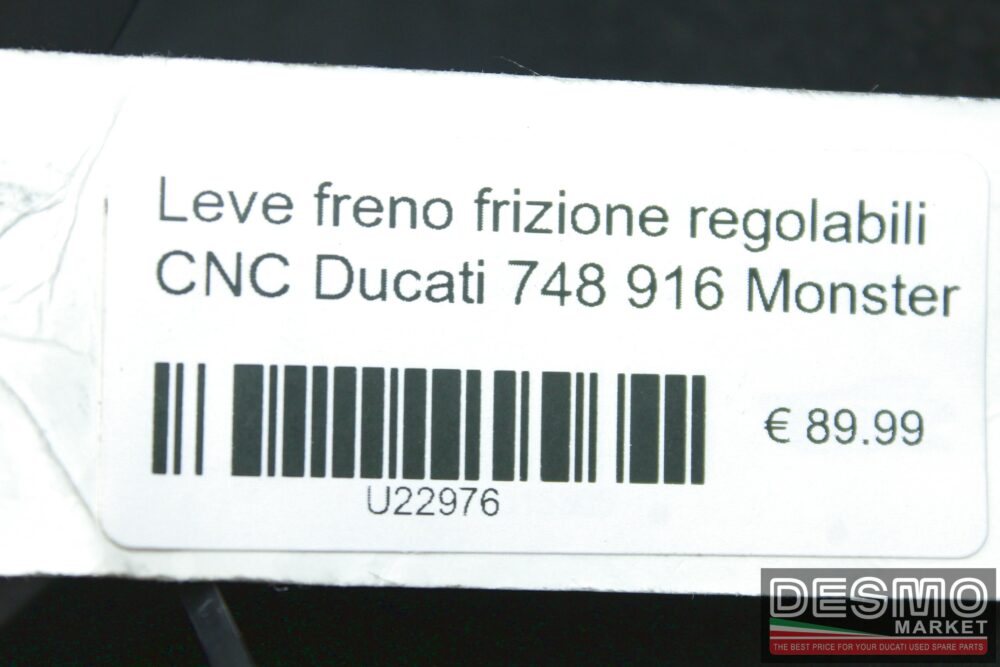 Leve freno frizione regolabili
CNC Ducati 748 916 Monster
€ 89.99
U22976
DESMO
MARKET
THE BEST PRICE FOR YOUR DUCATI USED SPARE PARTS